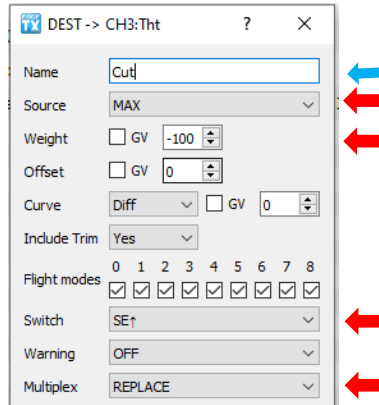 TX DEST -> CH3:Tht ? ×
Name Cut
Source MAX
Weight GV -100
Offset GV 0
Curve Diff GV 0
Include Trim Yes
0 1 2 3 4 5 6 7 8
Flight modes
Switch SE↑
Warning OFF
Multiplex REPLACE